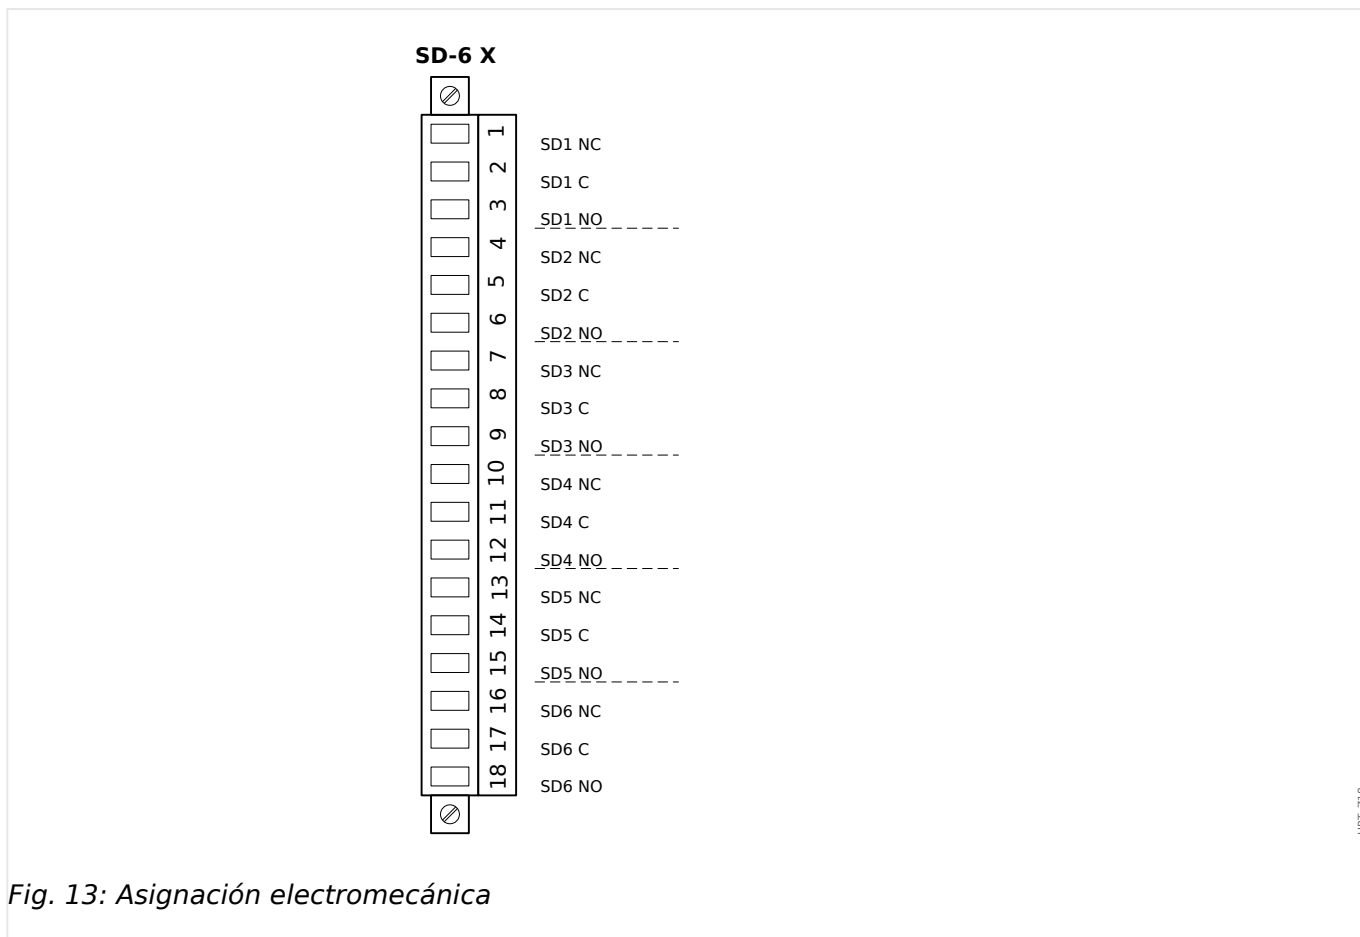 SD-6 X
1 SD1 NC
2 SD1 C
3 SD1 NO
4 SD2 NC
5 SD2 C
6 SD2 NO
7 SD3 NC
8 SD3 C
9 SD3 NO
10 SD4 NC
11 SD4 C
12 SD4 NO
13 SD5 NC
14 SD5 C
15 SD5 NO
16 SD6 NC
17 SD6 C
18 SD6 NO
Fig. 13: Asignación electromecánica